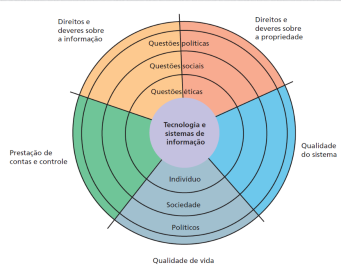 Direitos e
deveres sobre
a informação
Direitos e
deveres sobre
a propriedade
Questões políticas
Questões sociais
Questões éticas
Tecnologia e
sistemas de
informação
Prestação de
contas e controle
Qualidade
do sistema
Indivíduo
Sociedade
Políticos
Qualidade de vida